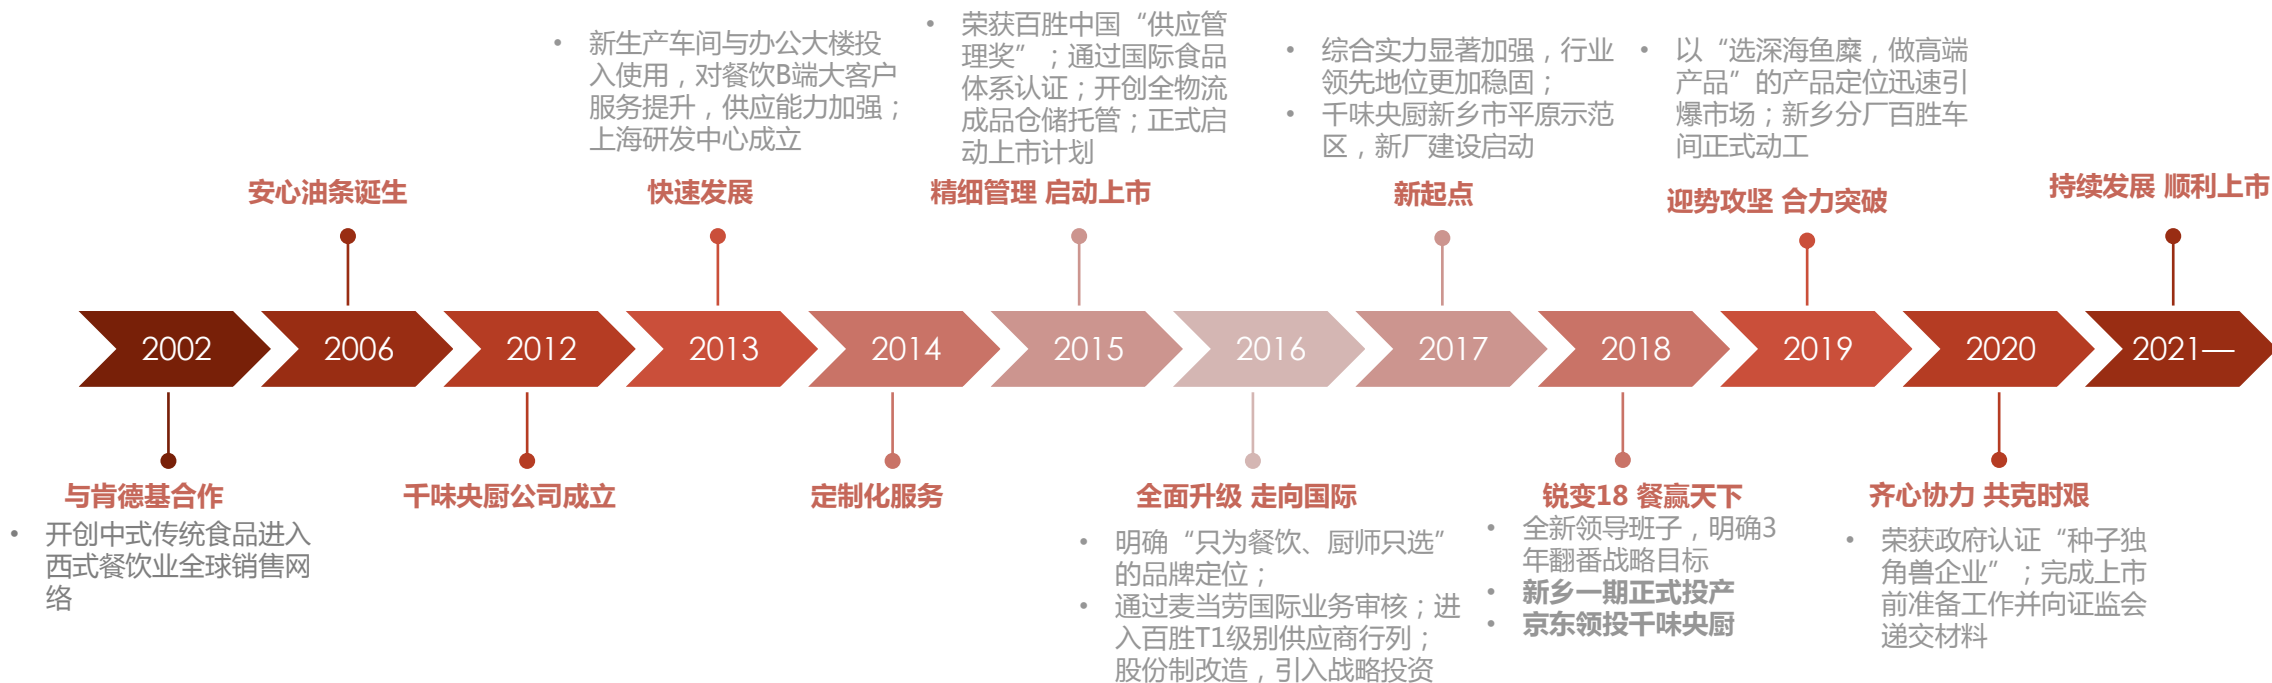 新生产车间与办公大楼投
入使用，对餐饮B端大客户
服务提升，供应能力加强；
上海研发中心成立
荣获百胜中国“供应管
理奖”；通过国际食品
体系认证；开创全物流
成品仓储托管；正式启
动上市计划
综合实力显著加强，行业
领先地位更加稳固；
千味央厨新乡市平原示范
区，新厂建设启动
以“选深海鱼糜，做高端
产品”的产品定位迅速引
爆市场；新乡分厂百胜车
间正式动工
安心油条诞生
快速发展
精细管理 启动上市
新起点
迎势攻坚 合力突破
持续发展 顺利上市
2002
2006
2012
2013
2014
2015
2016
2017
2018
2019
2020
2021—
与肯德基合作
开创中式传统食品进入
西式餐饮业全球销售网
络
千味央厨公司成立
定制化服务
全面升级 走向国际
明确“只为餐饮、厨师只选”
的品牌定位；
通过麦当劳国际业务审核；进
入百胜T1级别供应商行列；
股份制改造，引入战略投资
锐变18 餐赢天下
全新领导班子，明确3
年翻番战略目标
新乡一期正式投产
京东领投千味央厨
齐心协力 共克时艰
荣获政府认证“种子独
角兽企业”；完成上市
前准备工作并向证监会
递交材料